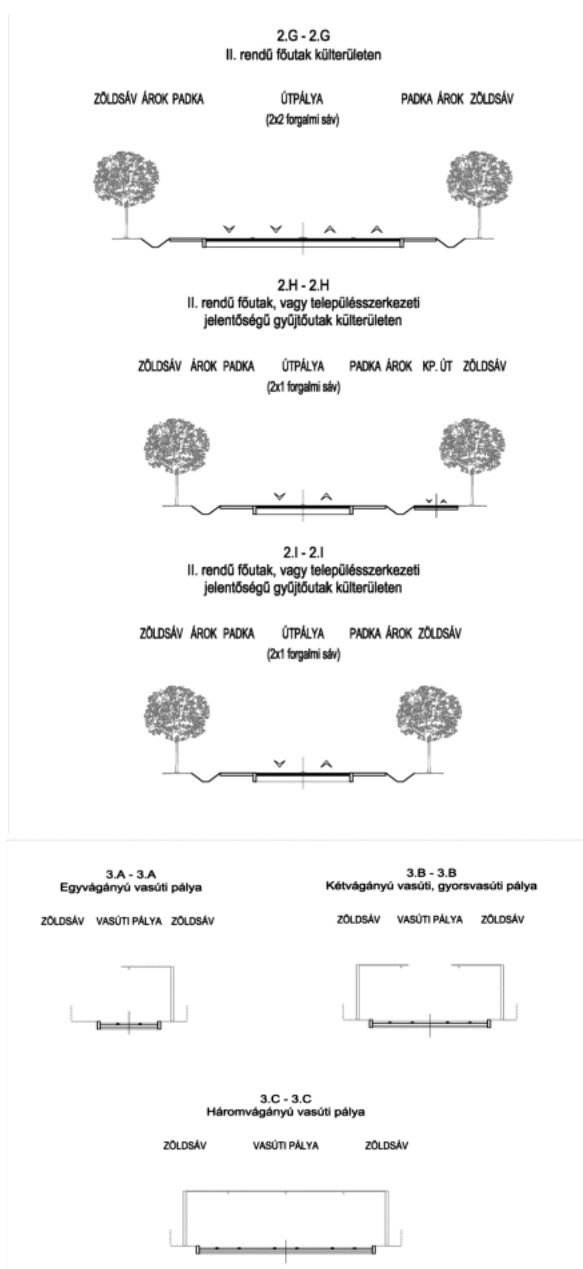 2.G - 2.G
II. rendű főutak külterületen
ZÖLDSÁV ÁROK PADKA ÚTPÁLYA PADKA ÁROK ZÖLDSÁV
(2x2 forgalmi sáv)
2.H - 2.H
II. rendű főutak, vagy településszerkezeti
jelentőségű gyűjtőutak külterületen
ZÖLDSÁV ÁROK PADKA ÚTPÁLYA PADKA ÁROK KP. ÚT ZÖLDSÁV
(2x1 forgalmi sáv)
2.I - 2.I
II. rendű főutak, vagy településszerkezeti
jelentőségű gyűjtőutak külterületen
ZÖLDSÁV ÁROK PADKA ÚTPÁLYA PADKA ÁROK ZÖLDSÁV
(2x1 forgalmi sáv)
3.A - 3.A
Egyvágányú vasúti pálya
ZÖLDSÁV VASÚTI PÁLYA ZÖLDSÁV
3.B - 3.B
Kétvágányú vasúti, gyorsvasúti pálya
ZÖLDSÁV VASÚTI PÁLYA ZÖLDSÁV
3.C - 3.C
Háromvágányú vasúti pálya
ZÖLDSÁV VASÚTI PÁLYA ZÖLDSÁV